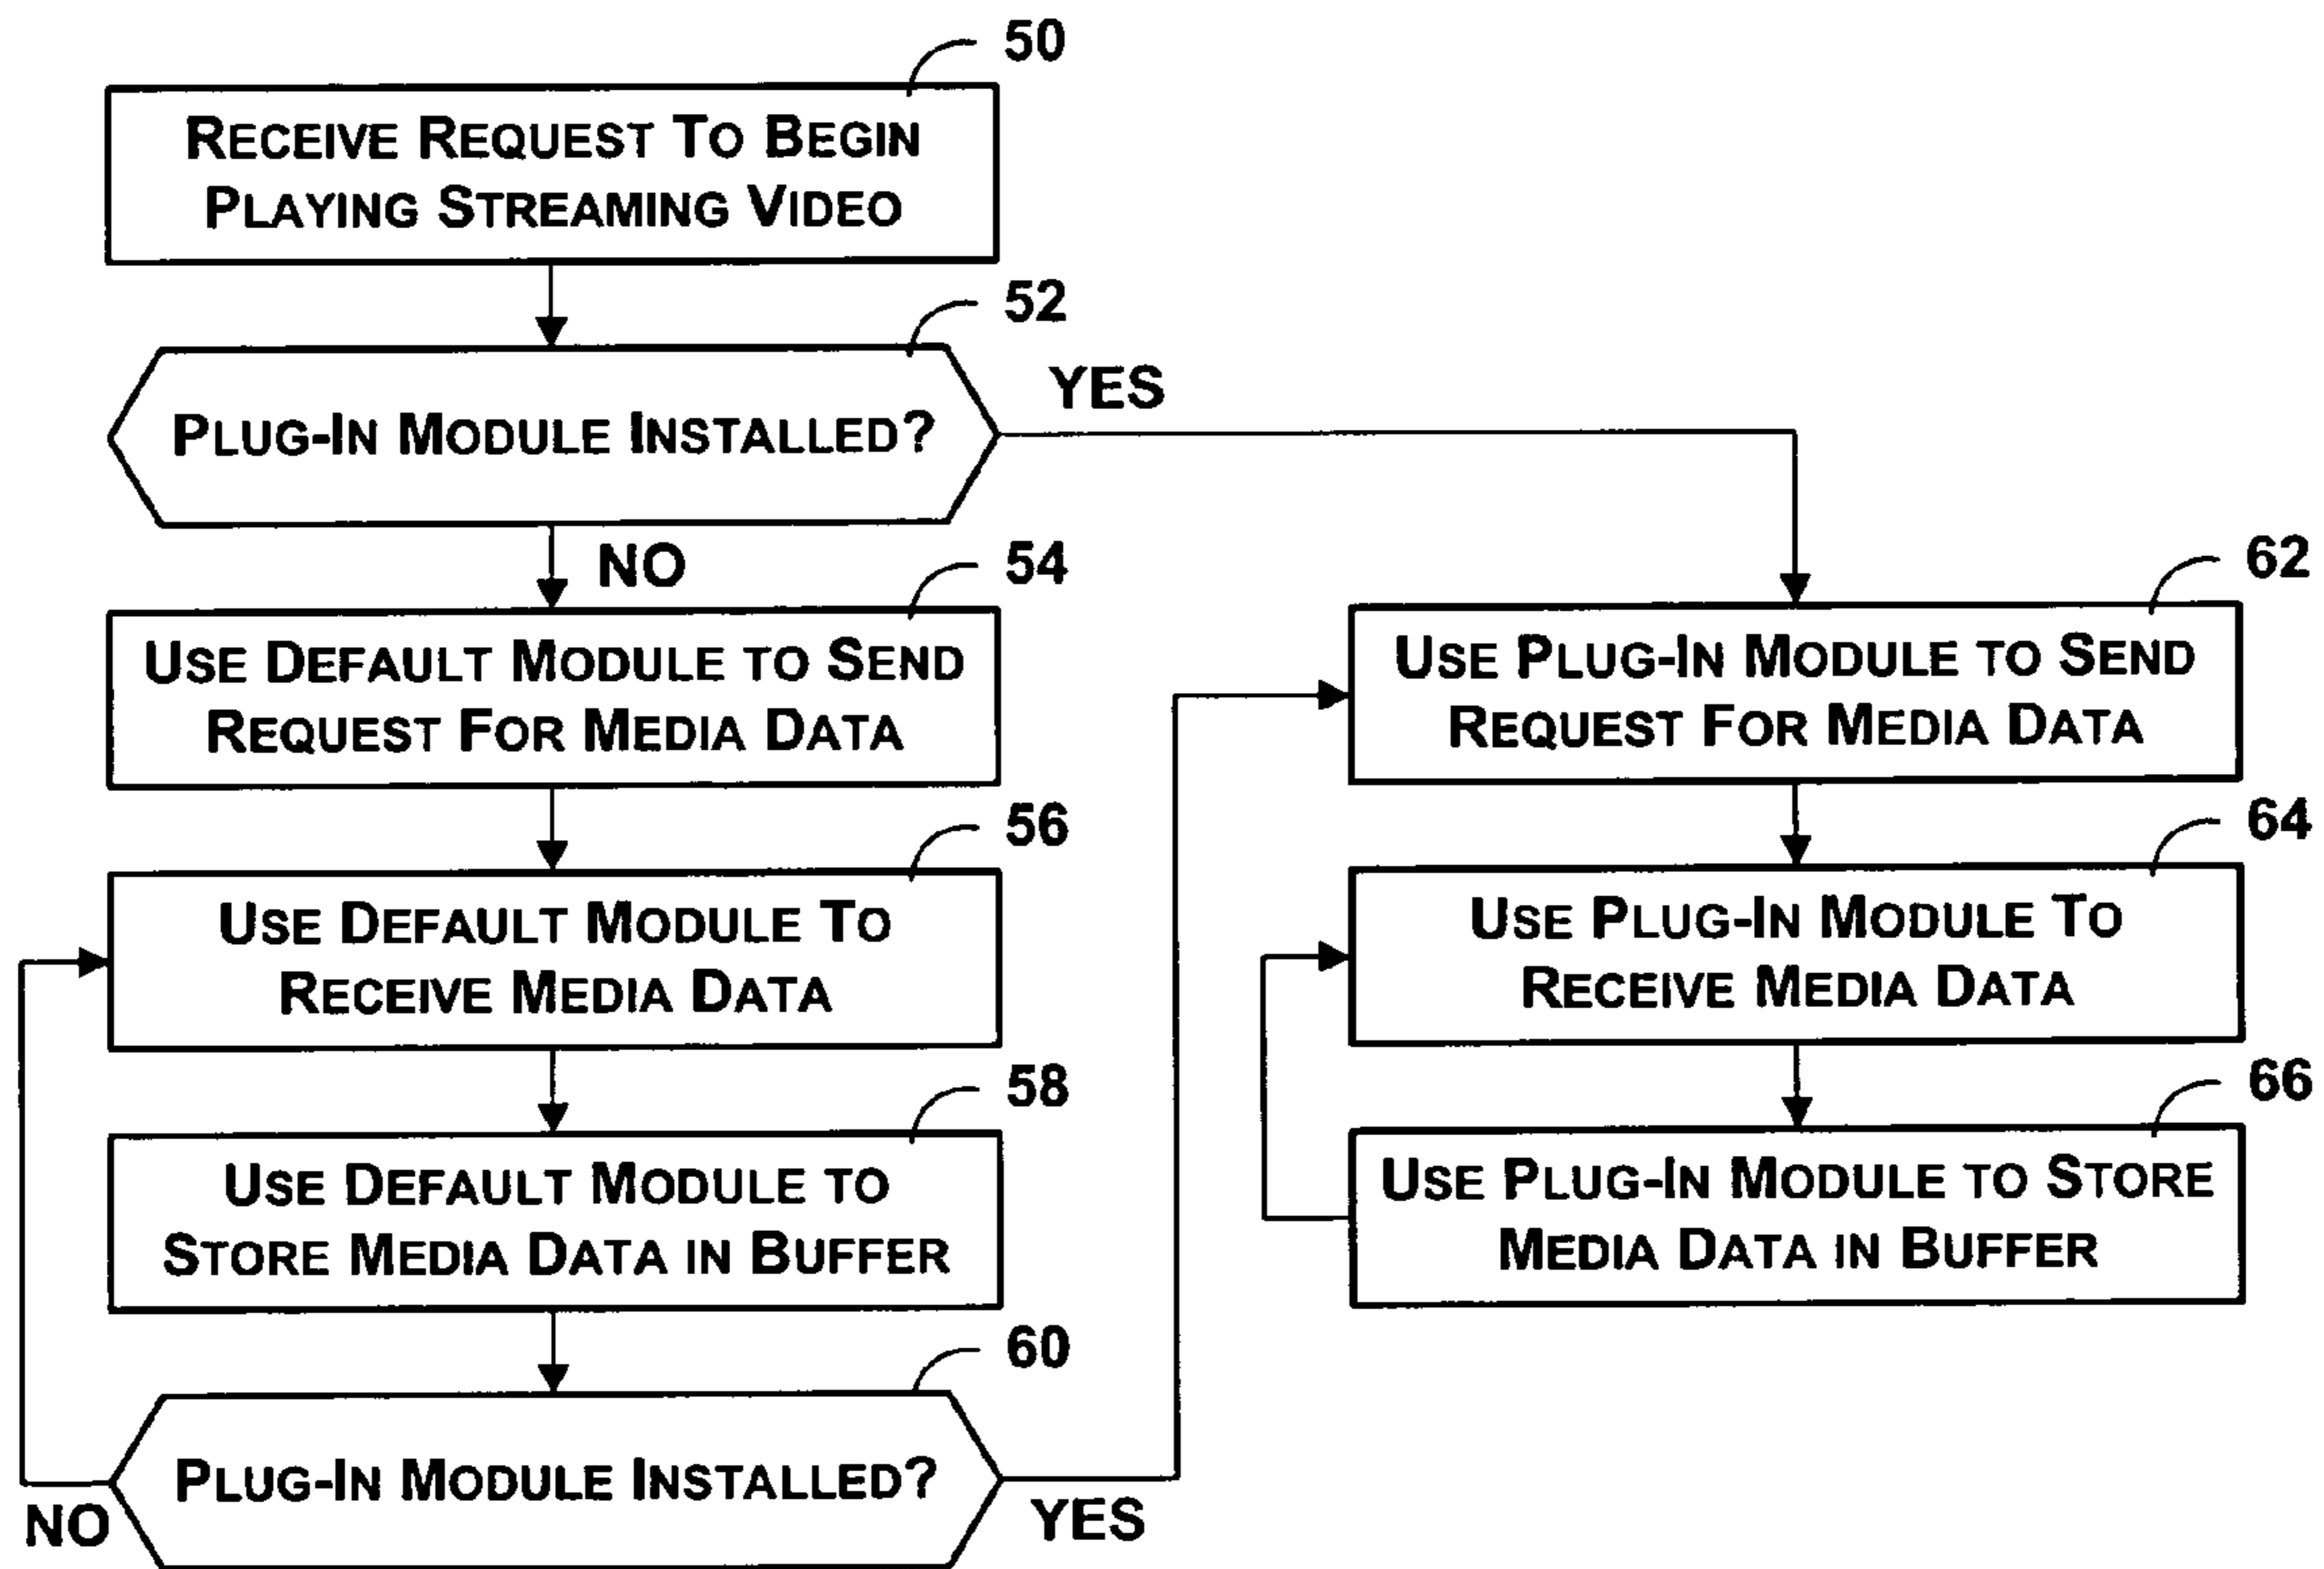 50
RECEIVE REQUEST TO BEGIN
PLAYING STREAMING VIDEO
52
PLUG-IN MODULE INSTALLED?
YES
NO
54
USE DEFAULT MODULE TO SEND
REQUEST FOR MEDIA DATA
56
USE DEFAULT MODULE TO
RECEIVE MEDIA DATA
58
USE DEFAULT MODULE TO
STORE MEDIA DATA IN BUFFER
60
PLUG-IN MODULE INSTALLED?
NO
YES
62
USE PLUG-IN MODULE TO SEND
REQUEST FOR MEDIA DATA
64
USE PLUG-IN MODULE TO
RECEIVE MEDIA DATA
66
USE PLUG-IN MODULE TO STORE
MEDIA DATA IN BUFFER